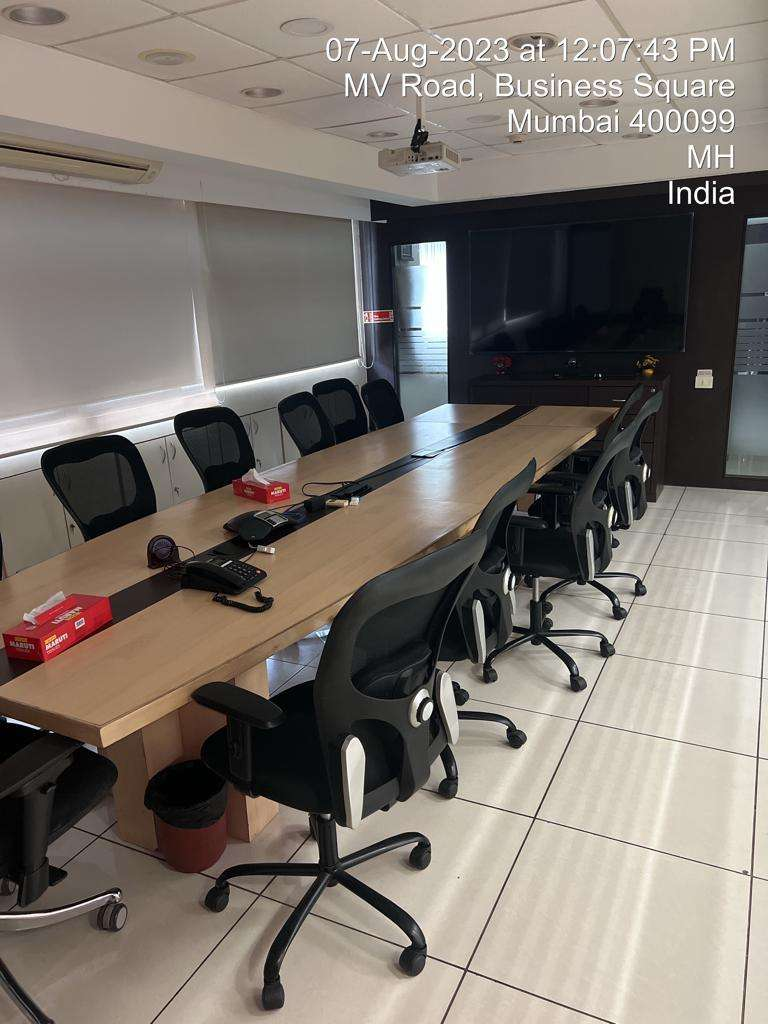 07-Aug-2023 at 12:07:43 PM
MV Road, Business Square
Mumbai 400099
MH
India
MARUTI
MARUTI